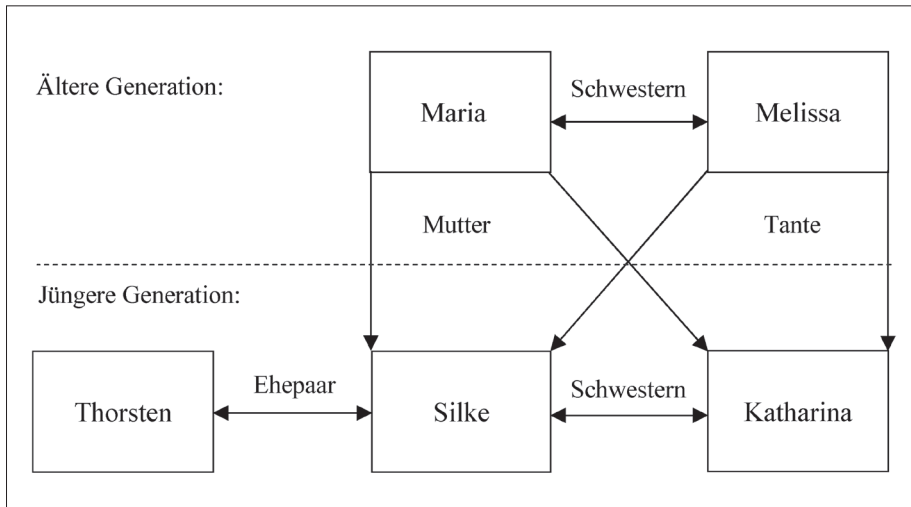 Ältere Generation:
Schwestern
Maria
Melissa
Mutter
Tante
Jüngere Generation:
Ehepaar
Schwestern
Thorsten
Silke
Katharina